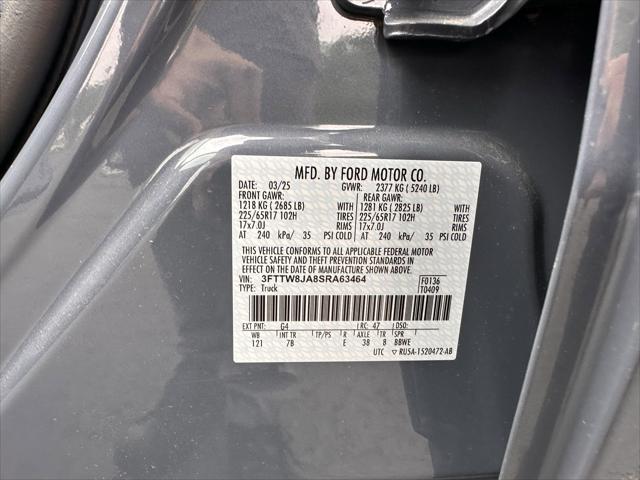 MFD. BY FORD MOTOR CO.
DATE: 03/25 GVWR: 2377 KG ( 5240 LB)
FRONT GAWR: REAR GAWR:
1218 KG ( 2685 LB) WITH 1281 KG ( 2825 LB) WITH
225/65R17 102H TIRES 225/65R17 102H TIRES
17x7.0J RIMS 17x7.0J RIMS
AT 240 kPa/ 35 PSI COLD AT 240 kPa/ 35 PSI COLD
THIS VEHICLE CONFORMS TO ALL APPLICABLE FEDERAL MOTOR
VEHICLE SAFETY AND THEFT PREVENTION STANDARDS IN
EFFECT ON THE DATE OF MANUFACTURE SHOWN ABOVE.
VIN: 3FTTW8JA8SRA63464 F0136
TYPE: Truck T0409
EXT PNT: G4 RC: 47 DSO:
WB INT TR TP/PS R AXLE TR SPR
121 7B E 38 8 BBWE
UTC ▽ RU5A-1520472-AB